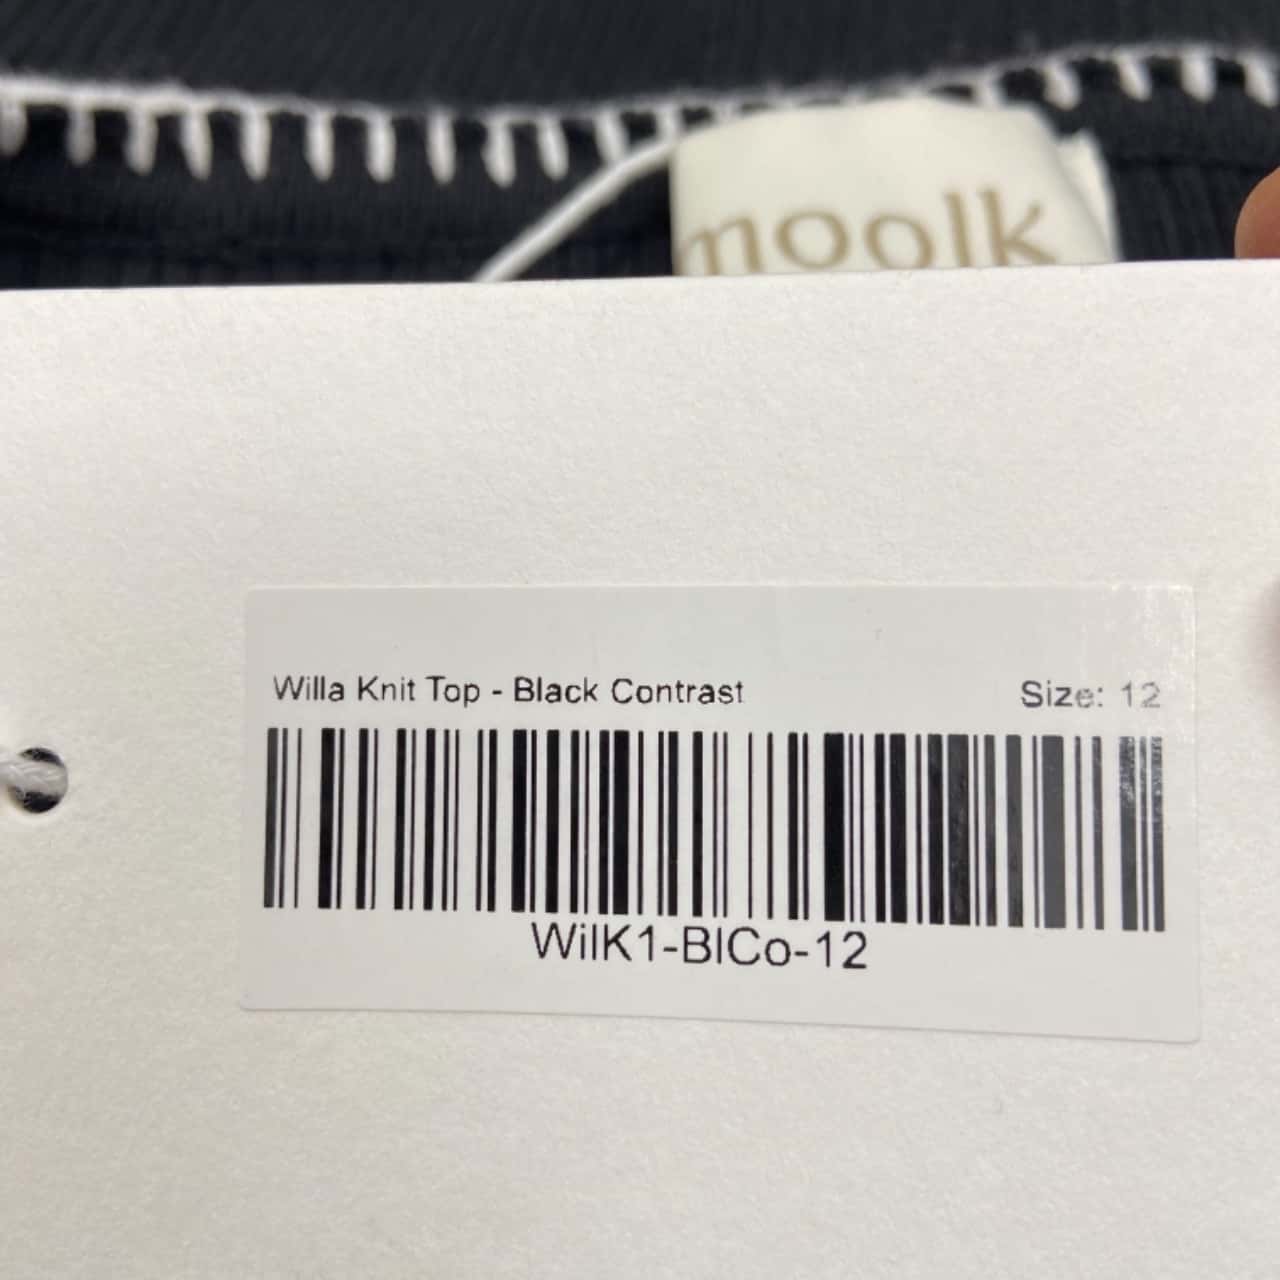 moolk
Willa Knit Top - Black Contrast
Size: 12
WilK1-BlCo-12